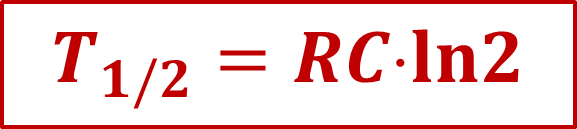 T₁/₂ = RC·ln2